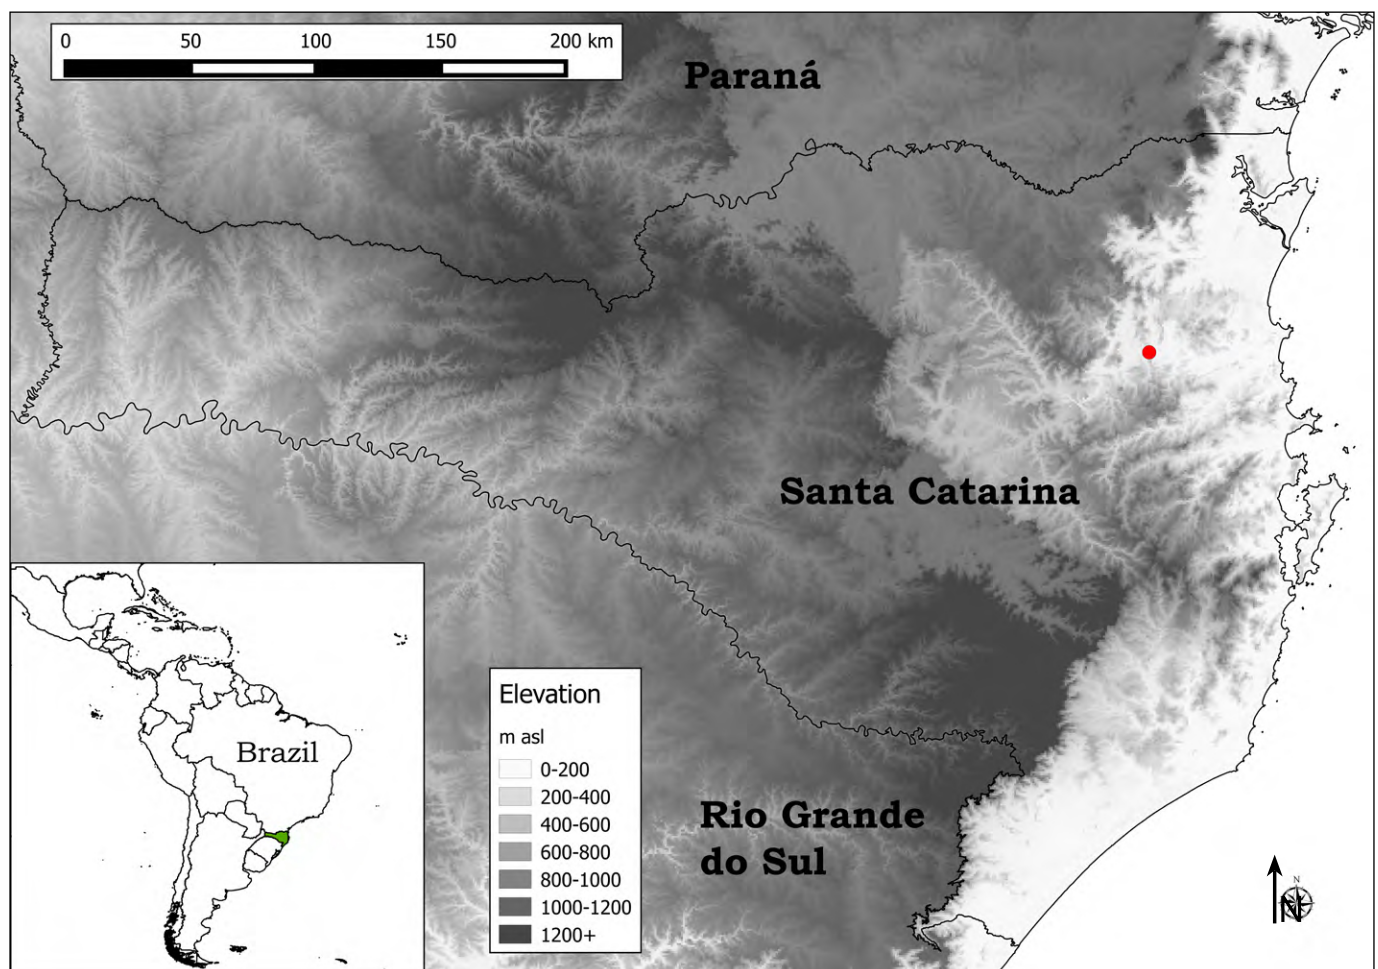 0 50 100 150 200 km
Paraná
Santa Catarina
Brazil
Elevation
m asl
0-200
200-400
400-600
600-800
800-1000
1000-1200
1200+
Rio Grande
do Sul
N
N